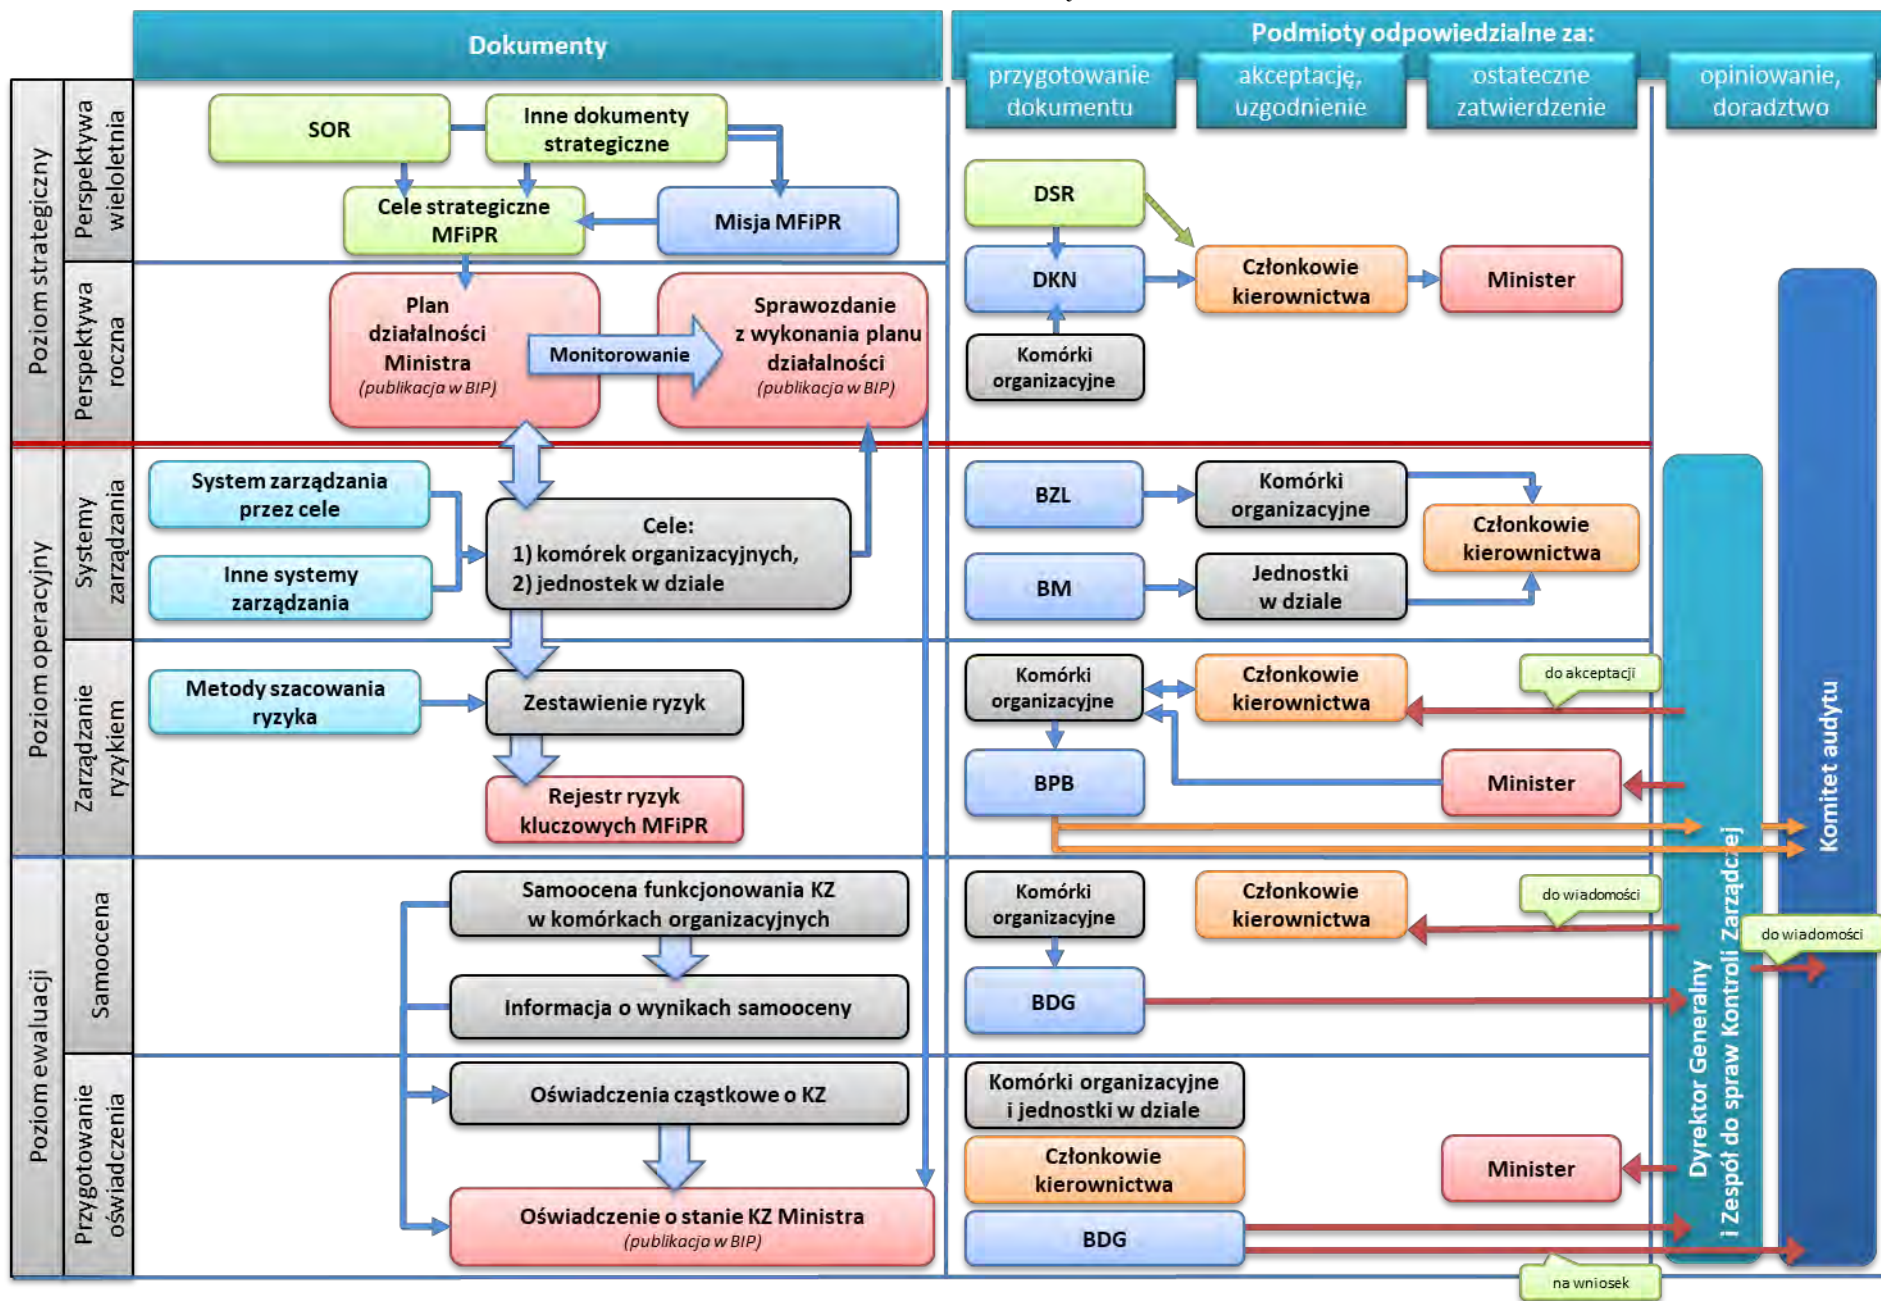 Dokumenty
Podmioty odpowiedzialne za:
przygotowanie
dokumentu
akceptację,
uzgodnienie
ostateczne
zatwierdzenie
opiniowanie,
doradztwo
Poziom strategiczny
Perspektywa
wieloletnia
SOR
Inne dokumenty
strategiczne
Cele strategiczne
MFiPR
Misja MFiPR
DSR
DKN
Członkowie
kierownictwa
Minister
Komórki
organizacyjne
Perspektywa
roczna
Plan
działalności
Ministra
(publikacja w BIP)
Monitorowanie
Sprawozdanie
z wykonania planu
działalności
(publikacja w BIP)
Poziom operacyjny
Systemy
zarządzania
System zarządzania
przez cele
Inne systemy
zarządzania
Cele:
1) komórek organizacyjnych,
2) jednostek w dziale
BZL
Komórki
organizacyjne
Członkowie
kierownictwa
BM
Jednostki
w dziale
Zarządzanie
ryzykiem
Metody szacowania
ryzyka
Zestawienie ryzyk
Rejestr ryzyk
kluczowych MFiPR
Komórki
organizacyjne
Członkowie
kierownictwa
do akceptacji
BPB
Minister
Poziom ewaluacji
Samoocena
Samoocena funkcjonowania KZ
w komórkach organizacyjnych
Informacja o wynikach samooceny
Komórki
organizacyjne
Członkowie
kierownictwa
do wiadomości
do wiadomości
BDG
Przygotowanie
oświadczenia
Oświadczenia cząstkowe o KZ
Oświadczenie o stanie KZ Ministra
(publikacja w BIP)
Komórki organizacyjne
i jednostki w dziale
Członkowie
kierownictwa
BDG
Minister
na wniosek
Dyrektor Generalny
i Zespół do spraw Kontroli Zarządczej
Komitet audytu